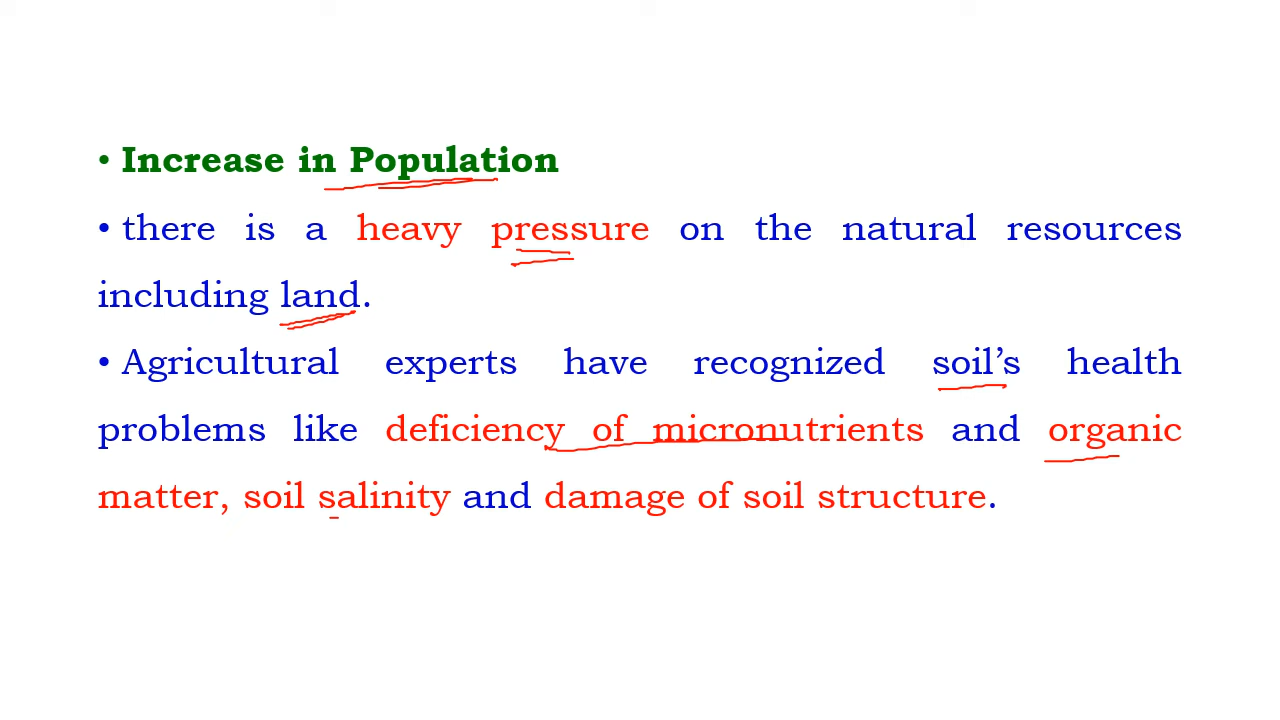 • Increase in Population
• there is a heavy pressure on the natural resources
including land.
• Agricultural experts have recognized soil’s health
problems like deficiency of micronutrients and organic
matter, soil salinity and damage of soil structure.